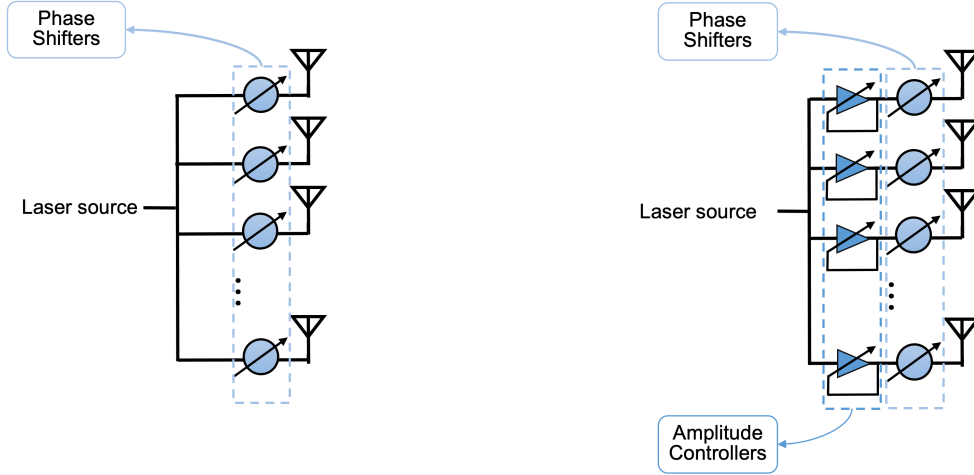 Phase
Shifters
Laser source
Phase
Shifters
Laser source
Amplitude
Controllers